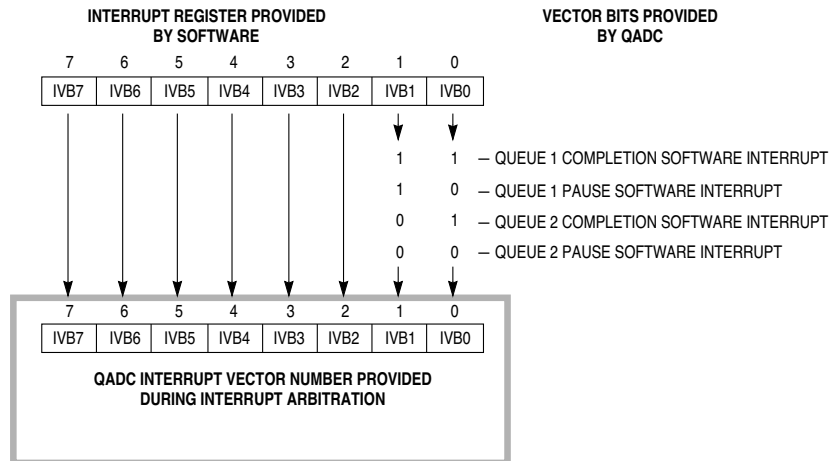 INTERRUPT REGISTER PROVIDED
BY SOFTWARE
VECTOR BITS PROVIDED
BY QADC
7 6 5 4 3 2 1 0
IVB7 IVB6 IVB5 IVB4 IVB3 IVB2 IVB1 IVB0
1 1 – QUEUE 1 COMPLETION SOFTWARE INTERRUPT
1 0 – QUEUE 1 PAUSE SOFTWARE INTERRUPT
0 1 – QUEUE 2 COMPLETION SOFTWARE INTERRUPT
0 0 – QUEUE 2 PAUSE SOFTWARE INTERRUPT
7 6 5 4 3 2 1 0
IVB7 IVB6 IVB5 IVB4 IVB3 IVB2 IVB1 IVB0
QADC INTERRUPT VECTOR NUMBER PROVIDED
DURING INTERRUPT ARBITRATION